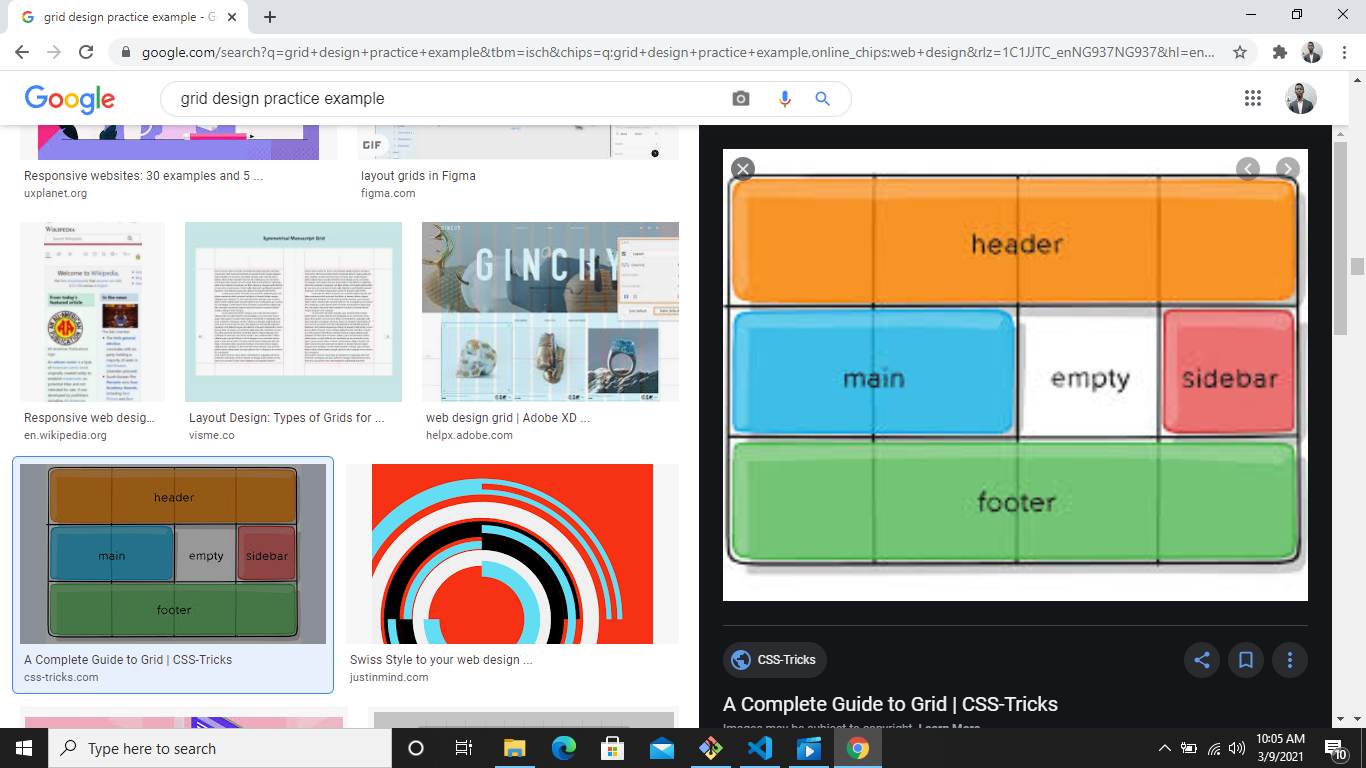 grid design practice example - G
google.com/search?q=grid+design+practice+example&tbm=isch&chips=q:grid+design+practice+example,online_chips:web+design&rlz=1C1JJTC_enNG937NG937&hl=en...
Google
grid design practice example
GIF
Responsive websites: 30 examples and 5 ...
uxplanet.org
layout grids in Figma
figma.com
WIKIPEDIA
Search Wikipedia
Welcome to Wikipedia,
From today's featured article
In the news
Symmetrical Manuscript Grid
GINCHY
Responsive web desig...
en.wikipedia.org
Layout Design: Types of Grids for ...
visme.co
web design grid | Adobe XD ...
helpx.adobe.com
header
main
empty
sidebar
footer
A Complete Guide to Grid | CSS-Tricks
css-tricks.com
Swiss Style to your web design ...
justinmind.com
header
main
empty
sidebar
footer
CSS-Tricks
A Complete Guide to Grid | CSS-Tricks
Images may be subject to copyright. Learn More
Type here to search
10:05 AM
3/9/2021
10